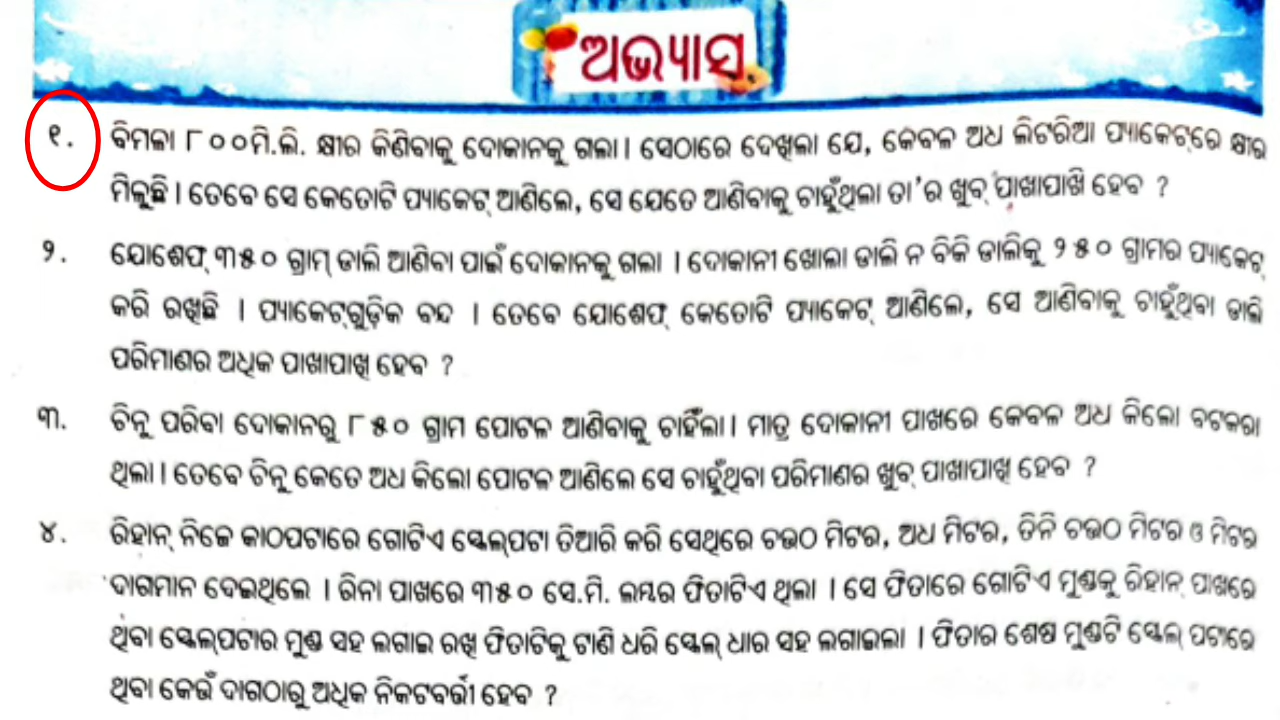 ଅଭ୍ୟାସ
୧. ବିମଳା ୮୦୦ମି.ଲି. କ୍ଷୀର କିଣିବାକୁ ଦୋକାନକୁ ଗଲା। ସେଠାରେ ଦେଖିଲା ଯେ, କେବଳ ଅଧ ଲିଟରିଆ ପ୍ୟାକେଟ୍‌ରେ କ୍ଷୀର
ମିଳୁଛି। ତେବେ ସେ କେତୋଟି ପ୍ୟାକେଟ୍ ଆଣିଲେ, ସେ ଯେତେ ଆଣିବାକୁ ଚାହୁଁଥିଲା ତା'ର ଖୁବ୍ ପାଖାପାଖି ହେବ ?
୨. ଯୋଶେଫ୍ ୩୫୦ ଗ୍ରାମ୍ ଡାଲି ଆଣିବା ପାଇଁ ଦୋକାନକୁ ଗଲା । ଦୋକାନୀ ଖୋଲା ଡାଲି ନ ବିକି ଡାଲିକୁ ୨୫୦ ଗ୍ରାମର ପ୍ୟାକେଟ୍
କରି ରଖିଛି । ପ୍ୟାକେଟ୍‌ଗୁଡ଼ିକ ବନ୍ଦ । ତେବେ ଯୋଶେଫ୍ କେତୋଟି ପ୍ୟାକେଟ୍ ଆଣିଲେ, ସେ ଆଣିବାକୁ ଚାହୁଁଥିବା ଡାଲି
ପରିମାଣର ଅଧିକ ପାଖାପାଖି ହେବ ?
୩. ଚିନୁ ପରିବା ଦୋକାନରୁ ୮୫୦ ଗ୍ରାମ ପୋଟଳ ଆଣିବାକୁ ଚାହିଁଲା। ମାତ୍ର ଦୋକାନୀ ପାଖରେ କେବଳ ଅଧ କିଲୋ ବଟକରା
ଥିଲା। ତେବେ ଚିନୁ କେତେ ଅଧ କିଲୋ ପୋଟଳ ଆଣିଲେ ସେ ଚାହୁଁଥିବା ପରିମାଣର ଖୁବ୍ ପାଖାପାଖି ହେବ ?
୪. ରିହାନ୍ ନିଜେ କାଠପଟାରେ ଗୋଟିଏ ସ୍କେଲ୍‌ପଟା ତିଆରି କରି ସେଥିରେ ଚଉଠ ମିଟର, ଅଧ ମିଟର, ତିନି ଚଉଠ ମିଟର ଓ ମିଟର
ଦାଗମାନ ଦେଇଥିଲେ । ରିନା ପାଖରେ ୩୫୦ ସେ.ମି. ଲମ୍ବର ଫିତାଟିଏ ଥିଲା । ସେ ଫିତାରେ ଗୋଟିଏ ମୁଣ୍ଡକୁ ରିହାନ୍ ପାଖରେ
ଥିବା ସ୍କେଲ୍‌ପଟାର ମୁଣ୍ଡ ସହ ଲଗାଇ ରଖି ଫିତାଟିକୁ ଟାଣି ଧରି ସ୍କେଲ୍ ଧାର ସହ ଲଗାଇଲା । ଫିତାର ଶେଷ ମୁଣ୍ଡଟି ସ୍କେଲ୍ ପଟାରେ
ଥିବା କେଉଁ ଦାଗଠାରୁ ଅଧିକ ନିକଟବର୍ତ୍ତୀ ହେବ ?